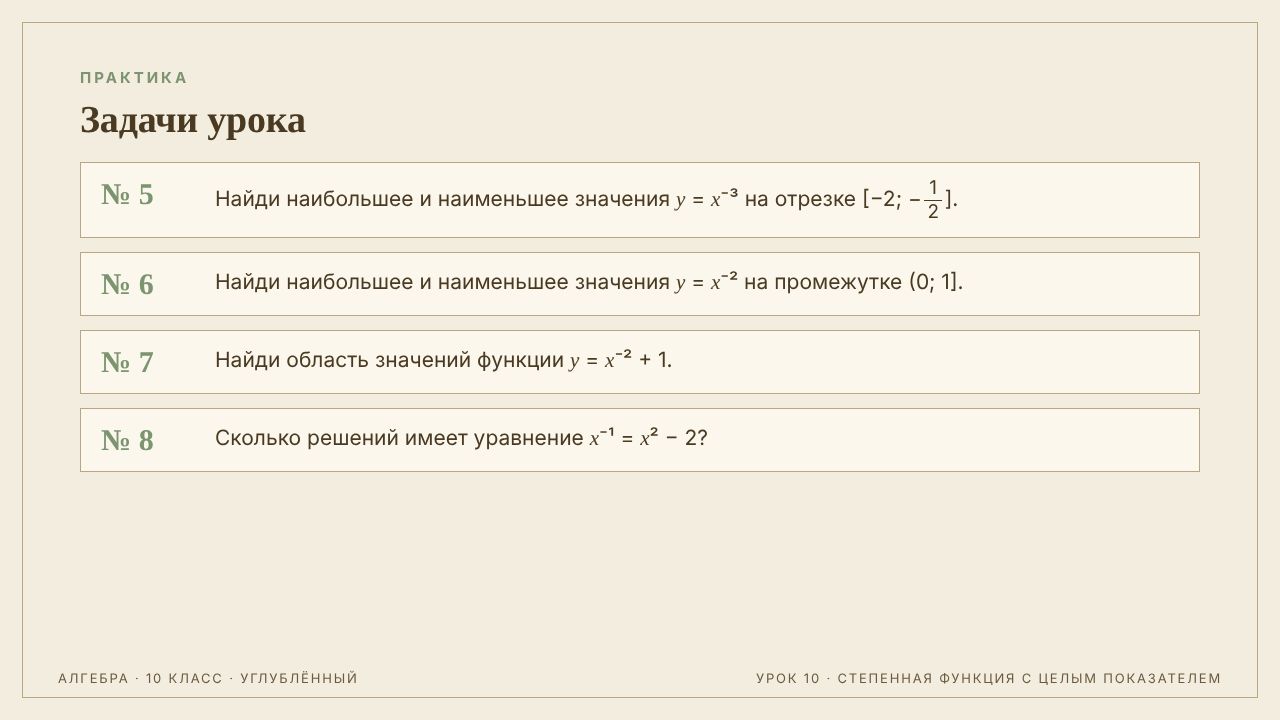 ПРАКТИКА
Задачи урока
№ 5 Найди наибольшее и наименьшее значения y = x⁻³ на отрезке [−2; −1/2].
№ 6 Найди наибольшее и наименьшее значения y = x⁻² на промежутке (0; 1].
№ 7 Найди область значений функции y = x⁻² + 1.
№ 8 Сколько решений имеет уравнение x⁻¹ = x² − 2?
АЛГЕБРА · 10 КЛАСС · УГЛУБЛЁННЫЙ
УРОК 10 · СТЕПЕННАЯ ФУНКЦИЯ С ЦЕЛЫМ ПОКАЗАТЕЛЕМ